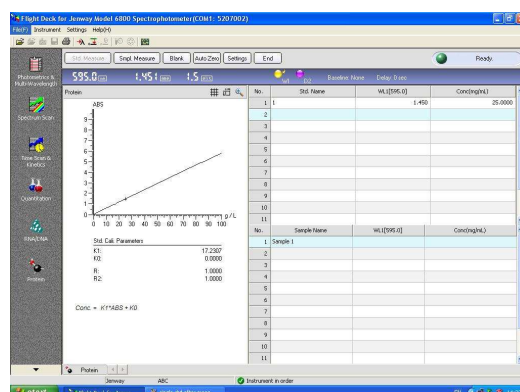 Flight Deck for Jenway Model 6800 Spectrophotometer(COM1: 5207002)
File(F) Instrument Settings Help(H)
Std. Measure Smpl. Measure Blank Auto Zero Settings End Ready.
595.0 nm 1.451 ABS 1.5 nm W1 D2 Baseline: None Delay: 0 sec
Photometrics & Multi-Wavelength
Spectrum Scan
Time Scan & Kinetics
Quantitation
RNA/DNA
Protein
Protein
ABS
9
8
7
6
5
4
3
2
1
0
0 10 20 30 40 50 60 70 80 90 100 g/L
Std. Cali. Parameters
K1: 17.2307
K0: 0.0000
R: 1.0000
R2: 1.0000
Conc. = K1*ABS + K0
No. Std. Name WL1[595.0] Conc(mg/mL)
1 1 1.450 25.0000
2
3
4
5
6
7
8
9
10
11
No. Sample Name WL1[595.0] Conc(mg/mL)
1 Sample 1
2
3
4
5
6
7
8
9
10
11
Protein
Jenway ABC Instrument in order